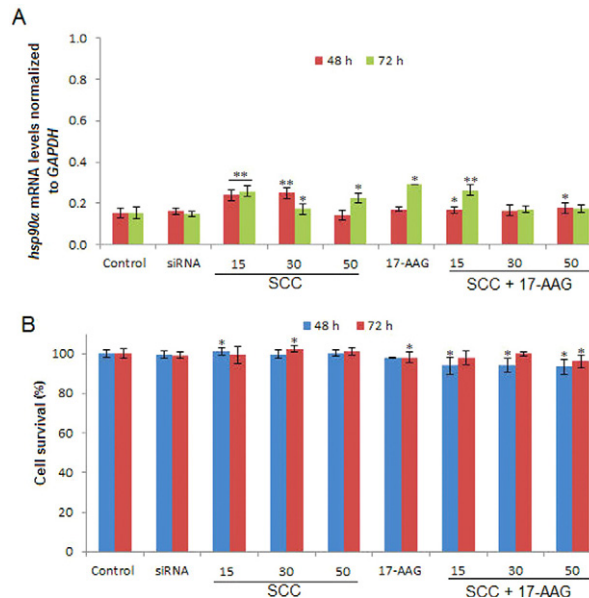 A
hsp90α mRNA levels normalized
to GAPDH
48 h 72 h
1.0
0.8
0.6
0.4
0.2
0.0
** ** * * * * ** *
Control siRNA 15 30 50 17-AAG 15 30 50
SCC SCC + 17-AAG
B
Cell survival (%)
48 h 72 h
100
80
60
40
20
0
* * * * * * *
Control siRNA 15 30 50 17-AAG 15 30 50
SCC SCC + 17-AAG